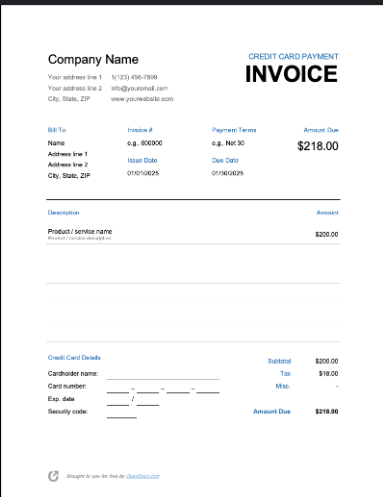 Company Name
CREDIT CARD PAYMENT
INVOICE
Your address line 1 1(123) 456-7899
Your address line 2 info@youremail.com
City, State, ZIP www.yourwebsite.com
Bill To Invoice # Payment Terms Amount Due
Name e.g., 000000 e.g., Net 30 $218.00
Address line 1
Address line 2 Issue Date Due Date
City, State, ZIP 01/01/2025 01/30/2025
Description Amount
Product / service name $200.00
Product / service description
Credit Card Details
Subtotal $200.00
Cardholder name: Tax $18.00
Card number: _ _ _ Misc. -
Exp. date /
Security code: Amount Due $218.00
Brought to you for free by OpenDocs.com